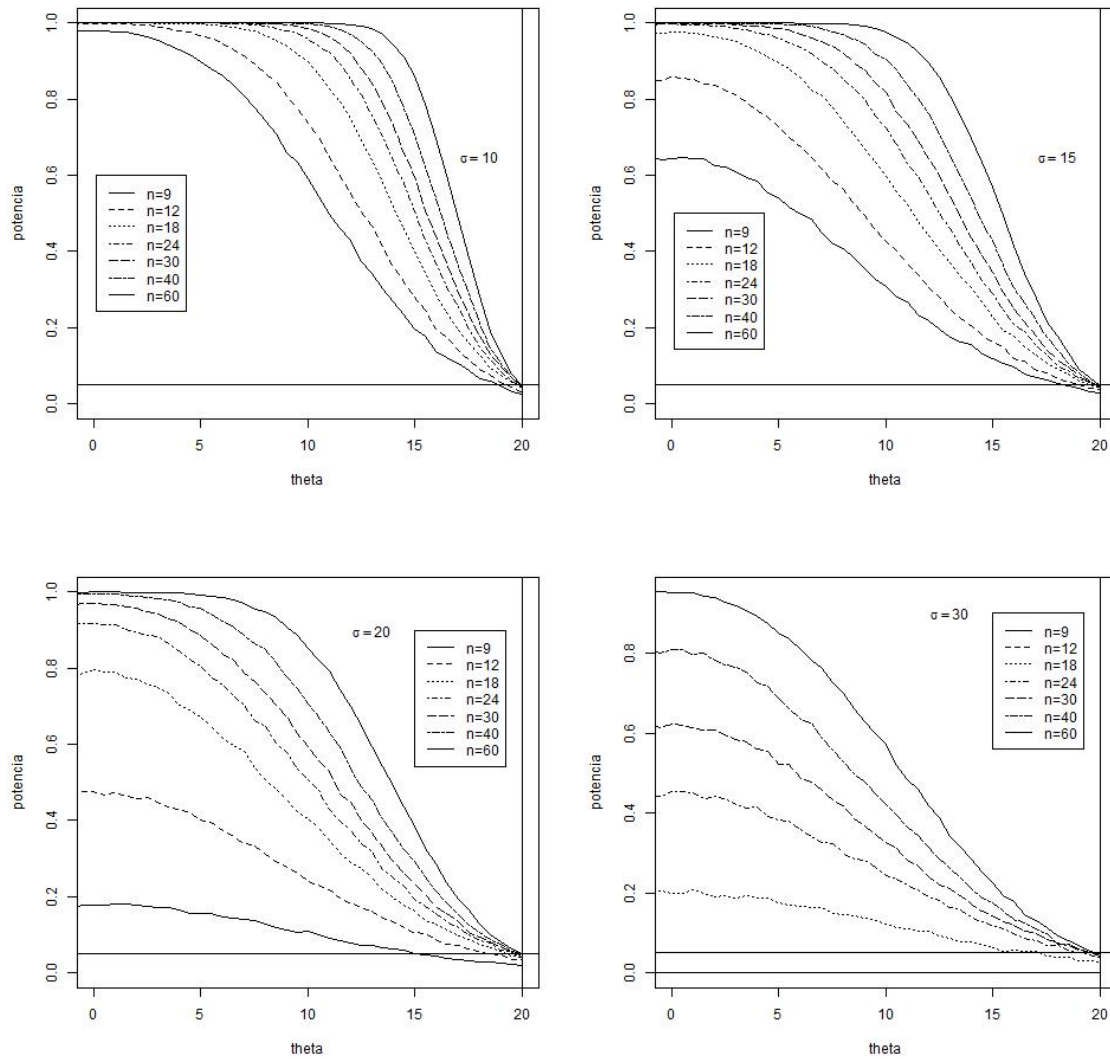 1.0
0.8
0.6
0.4
0.2
0.0
potencia
σ = 10
n=9
n=12
n=18
n=24
n=30
n=40
n=60
0 5 10 15 20
theta
1.0
0.8
0.6
0.4
0.2
0.0
potencia
σ = 15
n=9
n=12
n=18
n=24
n=30
n=40
n=60
0 5 10 15 20
theta
1.0
0.8
0.6
0.4
0.2
0.0
potencia
σ = 20
n=9
n=12
n=18
n=24
n=30
n=40
n=60
0 5 10 15 20
theta
0.8
0.6
0.4
0.2
0.0
potencia
σ = 30
n=9
n=12
n=18
n=24
n=30
n=40
n=60
0 5 10 15 20
theta